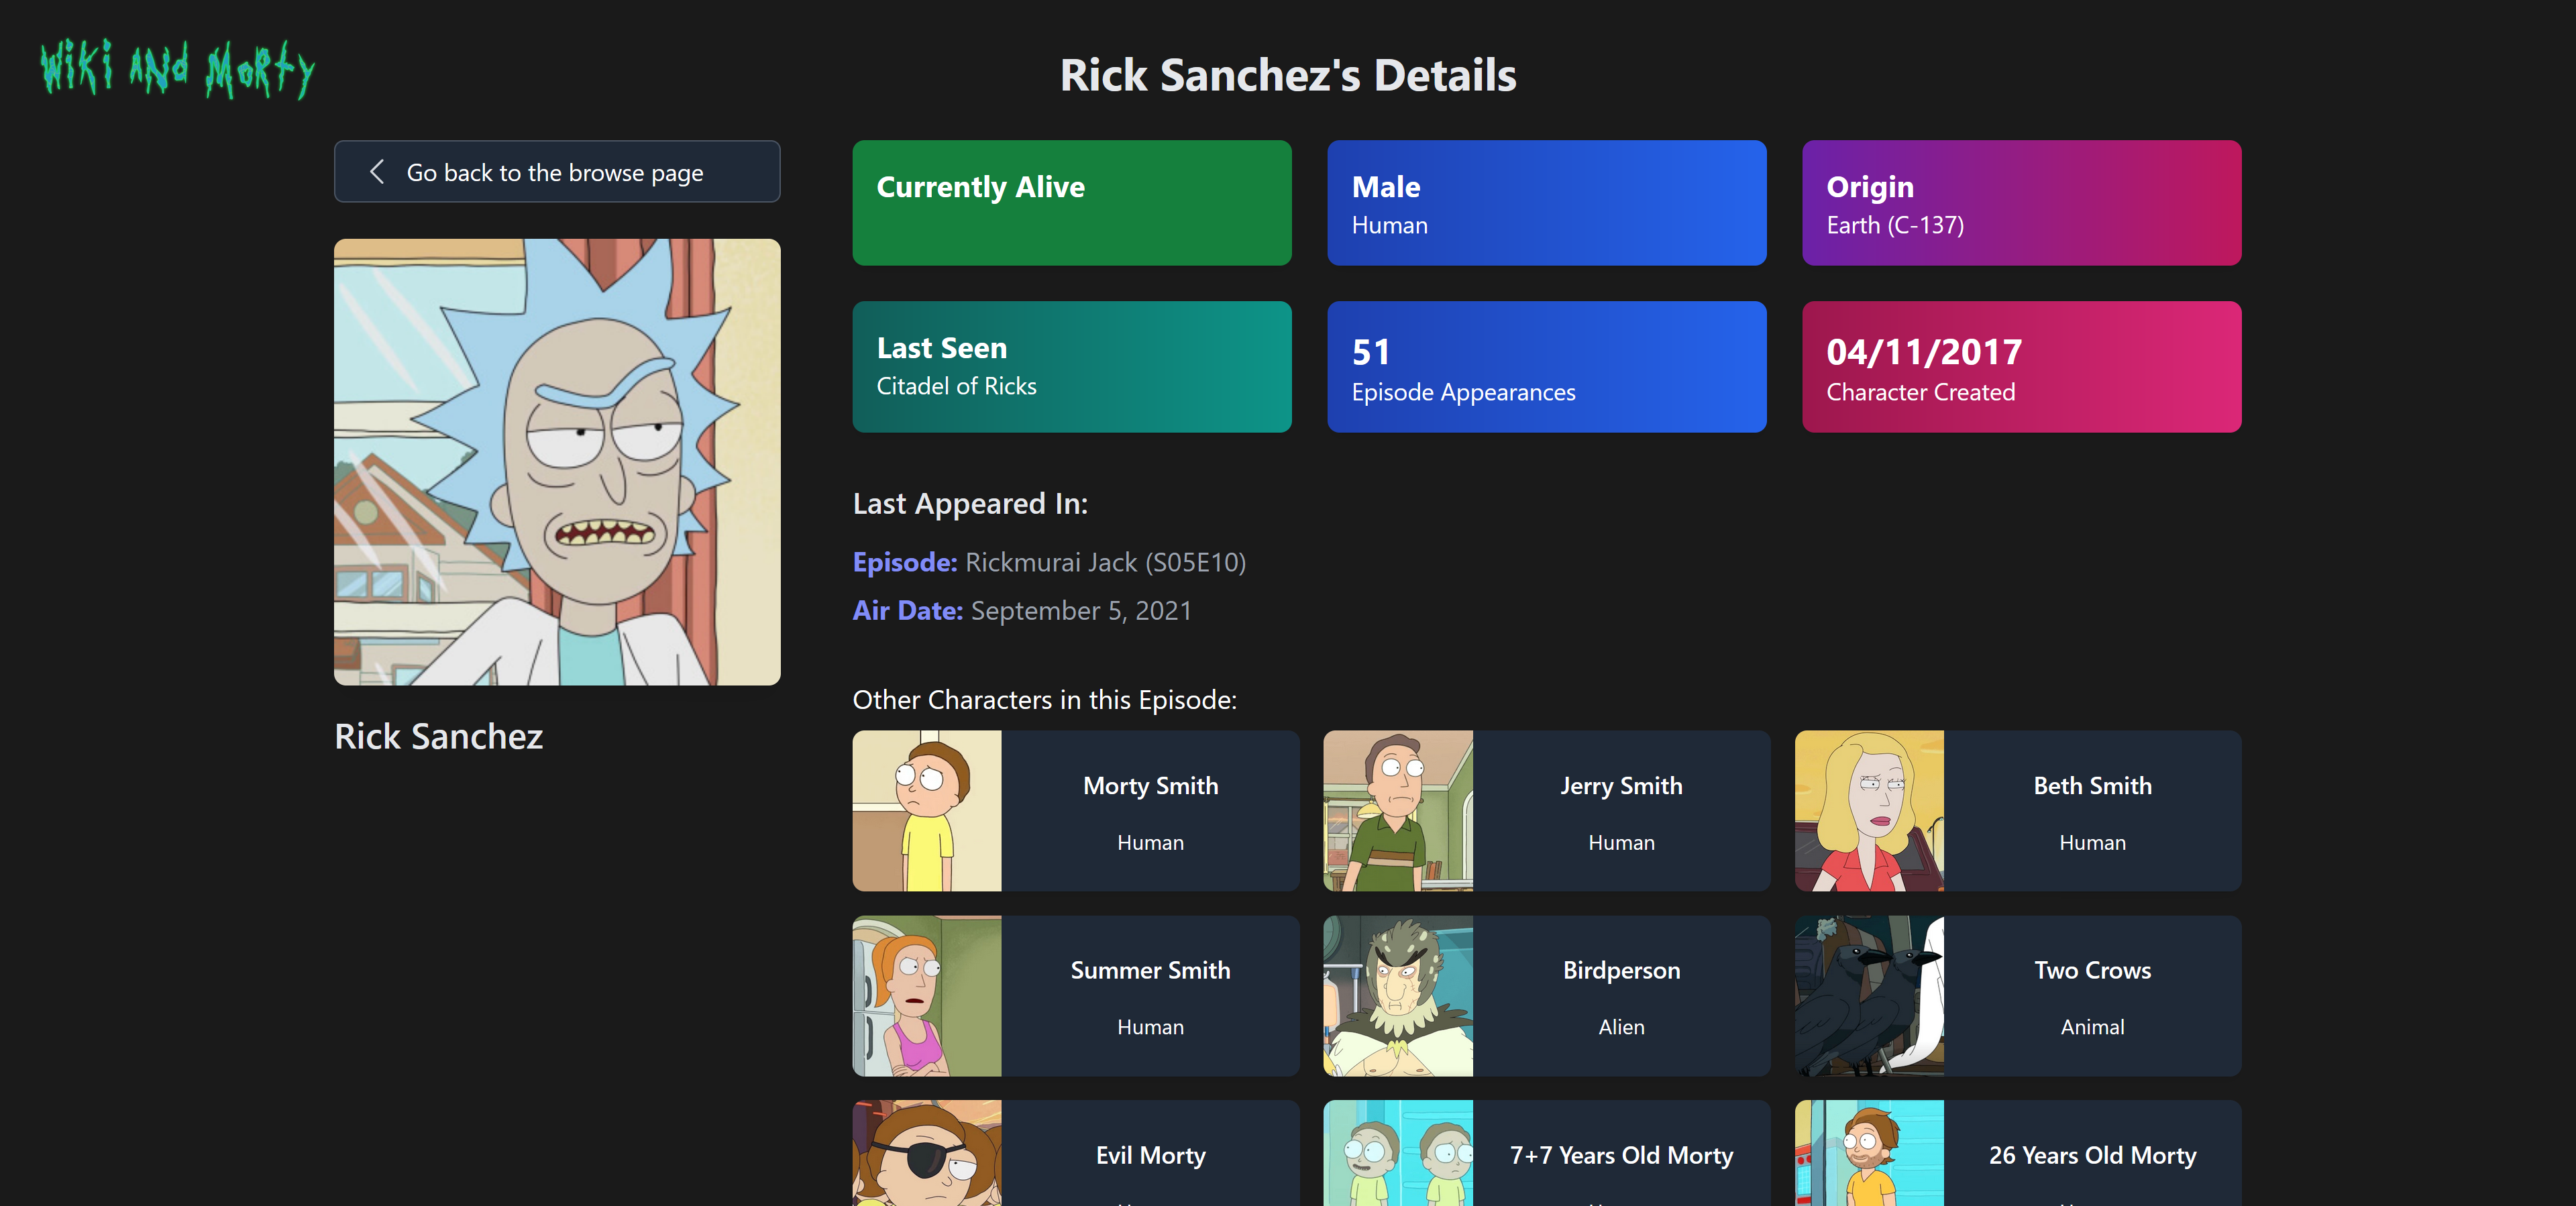 Wiki and Morty
Rick Sanchez's Details
Go back to the browse page
Rick Sanchez
Currently Alive
Male
Human
Origin
Earth (C-137)
Last Seen
Citadel of Ricks
51
Episode Appearances
04/11/2017
Character Created
Last Appeared In:
Episode: Rickmurai Jack (S05E10)
Air Date: September 5, 2021
Other Characters in this Episode:
Morty Smith
Human
Jerry Smith
Human
Beth Smith
Human
Summer Smith
Human
Birdperson
Alien
Two Crows
Animal
Evil Morty
7+7 Years Old Morty
26 Years Old Morty